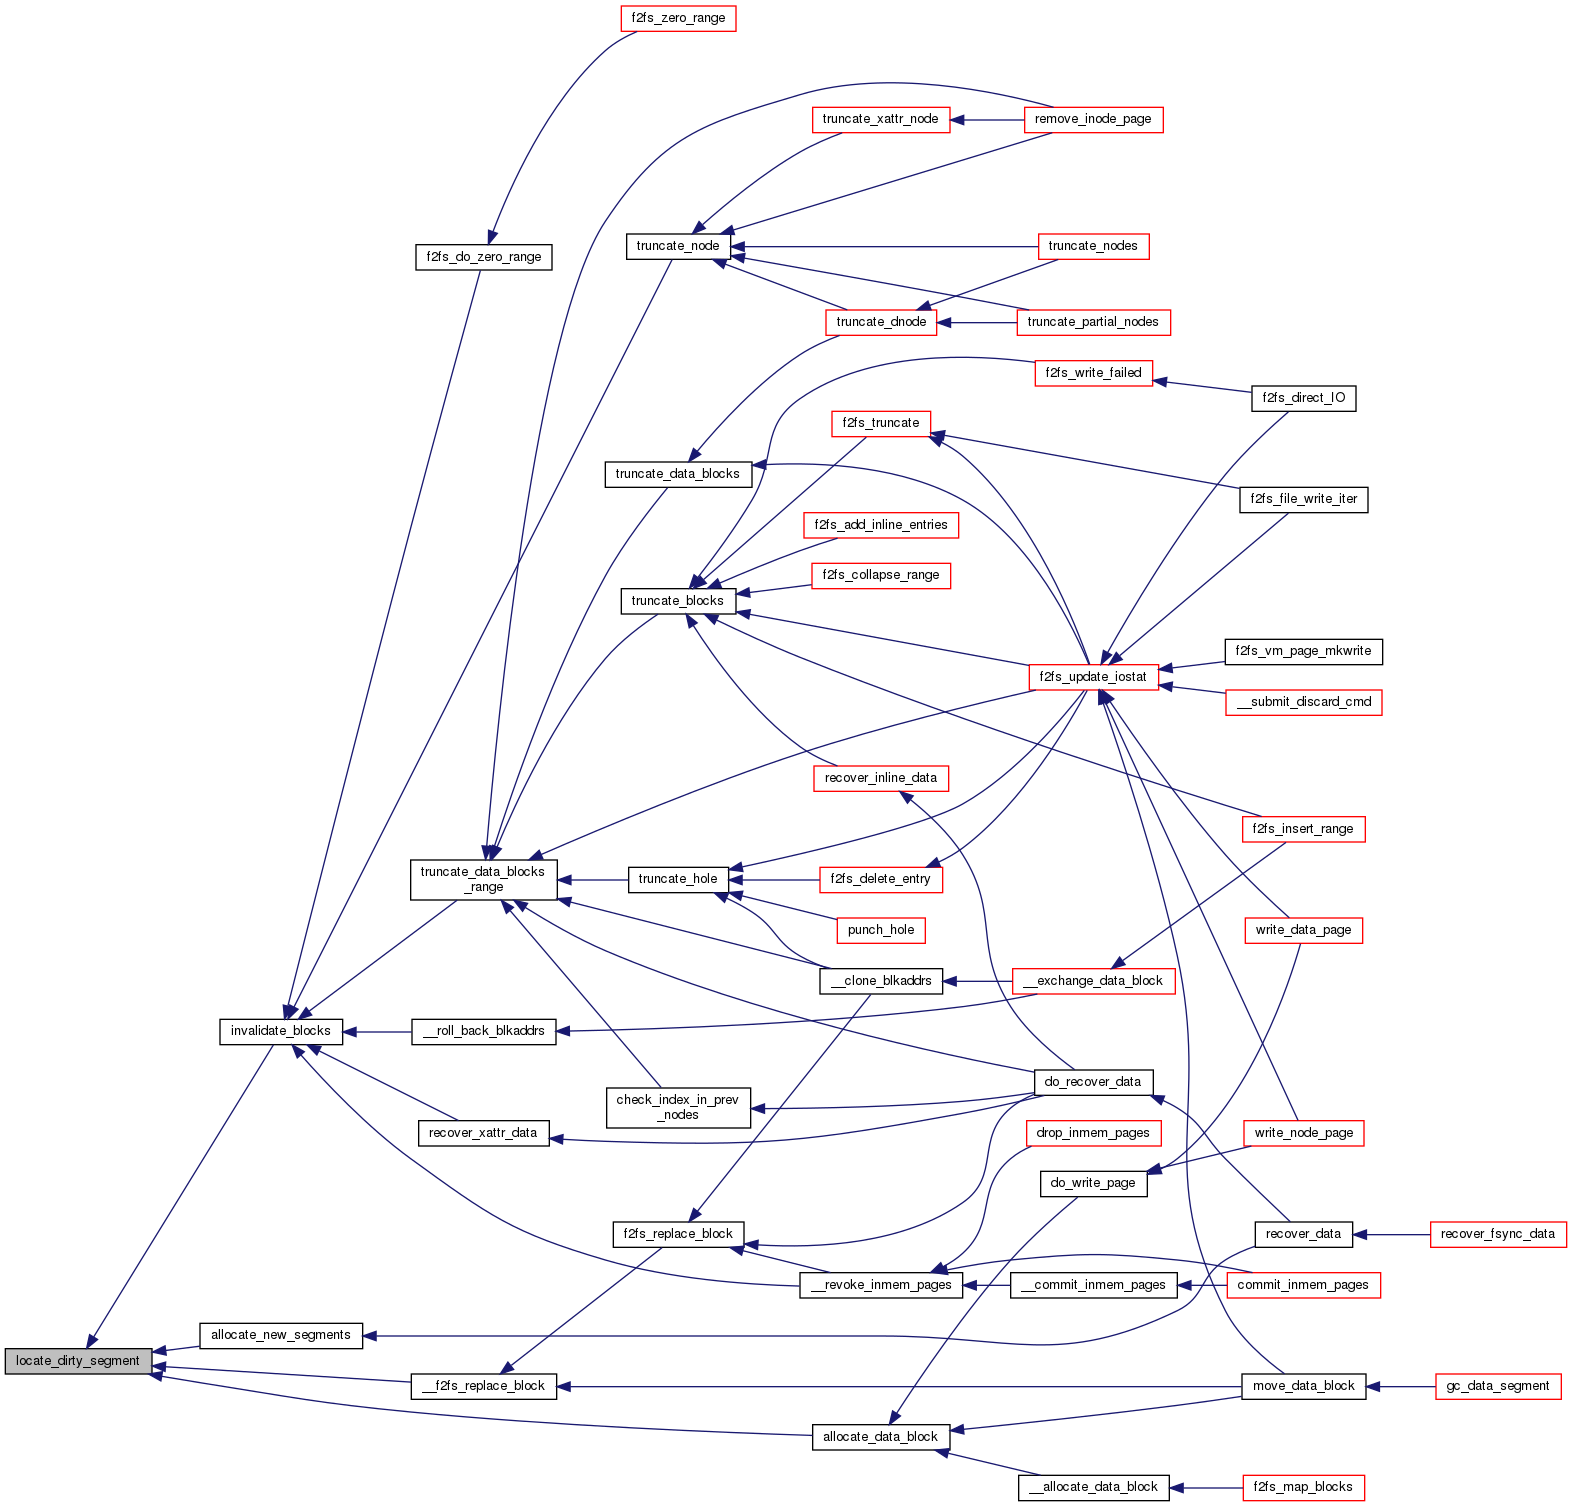 f2fs_zero_range
truncate_xattr_node
remove_inode_page
f2fs_do_zero_range
truncate_node
truncate_nodes
truncate_dnode
truncate_partial_nodes
f2fs_write_failed
f2fs_direct_IO
f2fs_truncate
truncate_data_blocks
f2fs_file_write_iter
f2fs_add_inline_entries
f2fs_collapse_range
truncate_blocks
f2fs_vm_page_mkwrite
f2fs_update_iostat
__submit_discard_cmd
recover_inline_data
f2fs_insert_range
truncate_data_blocks
_range
truncate_hole
f2fs_delete_entry
punch_hole
write_data_page
__clone_blkaddrs
__exchange_data_block
invalidate_blocks
__roll_back_blkaddrs
do_recover_data
check_index_in_prev
_nodes
recover_xattr_data
drop_inmem_pages
write_node_page
do_write_page
f2fs_replace_block
recover_data
recover_fsync_data
__revoke_inmem_pages
__commit_inmem_pages
commit_inmem_pages
allocate_new_segments
locate_dirty_segment
__f2fs_replace_block
move_data_block
gc_data_segment
allocate_data_block
__allocate_data_block
f2fs_map_blocks